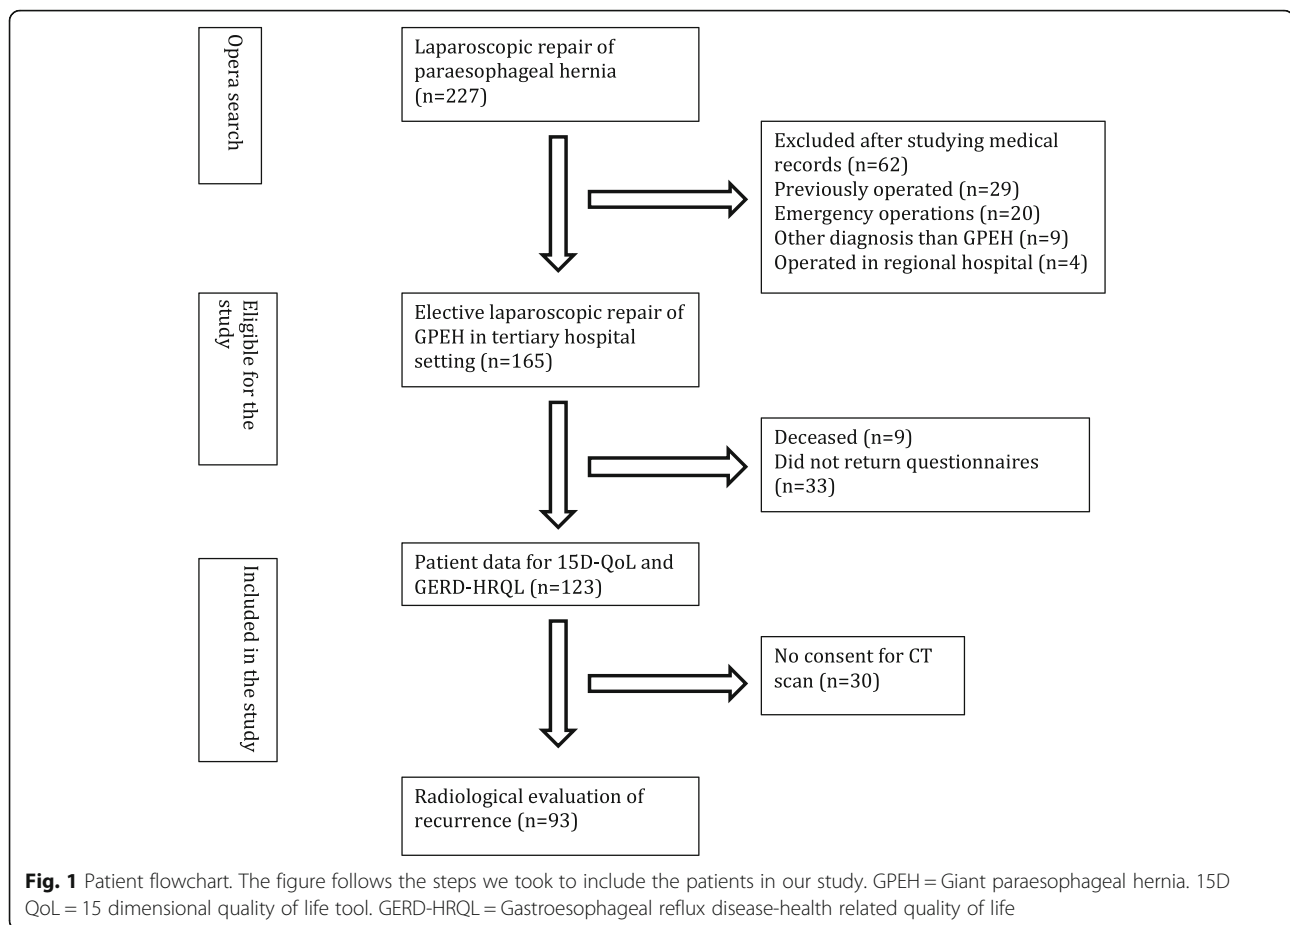 Opera search
Laparoscopic repair of
paraesophageal hernia
(n=227)
Excluded after studying medical
records (n=62)
Previously operated (n=29)
Emergency operations (n=20)
Other diagnosis than GPEH (n=9)
Operated in regional hospital (n=4)
Eligible for the
study
Elective laparoscopic repair of
GPEH in tertiary hospital
setting (n=165)
Deceased (n=9)
Did not return questionnaires
(n=33)
Included in the study
Patient data for 15D-QoL and
GERD-HRQL (n=123)
No consent for CT
scan (n=30)
Radiological evaluation of
recurrence (n=93)
Fig. 1 Patient flowchart. The figure follows the steps we took to include the patients in our study. GPEH = Giant paraesophageal hernia. 15D
QoL = 15 dimensional quality of life tool. GERD-HRQL = Gastroesophageal reflux disease-health related quality of life